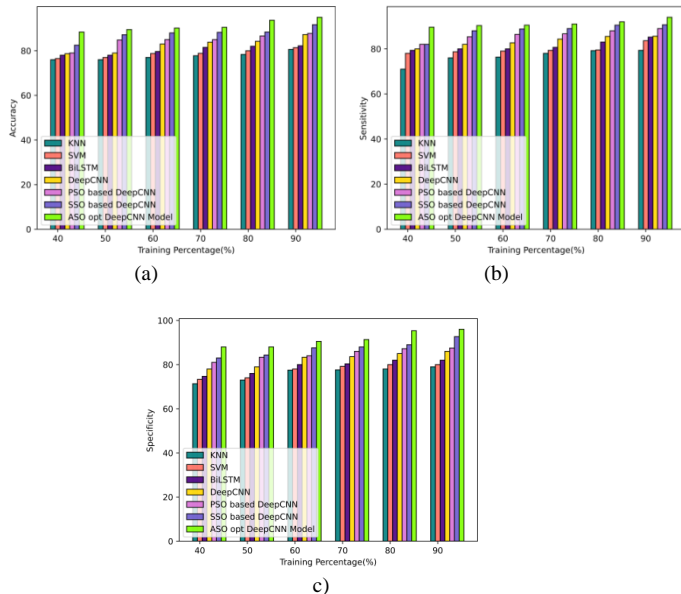 80
60
40
20
0
Accuracy
KNN
SVM
BiLSTM
DeepCNN
PSO based DeepCNN
SSO based DeepCNN
ASO opt DeepCNN Model
40 50 60 70 80 90
Training Percentage(%)
(a)
80
60
40
20
0
Sensitivity
KNN
SVM
BiLSTM
DeepCNN
PSO based DeepCNN
SSO based DeepCNN
ASO opt DeepCNN Model
40 50 60 70 80 90
Training Percentage(%)
(b)
100
80
60
40
20
0
Specificity
KNN
SVM
BiLSTM
DeepCNN
PSO based DeepCNN
SSO based DeepCNN
ASO opt DeepCNN Model
40 50 60 70 80 90
Training Percentage(%)
c)